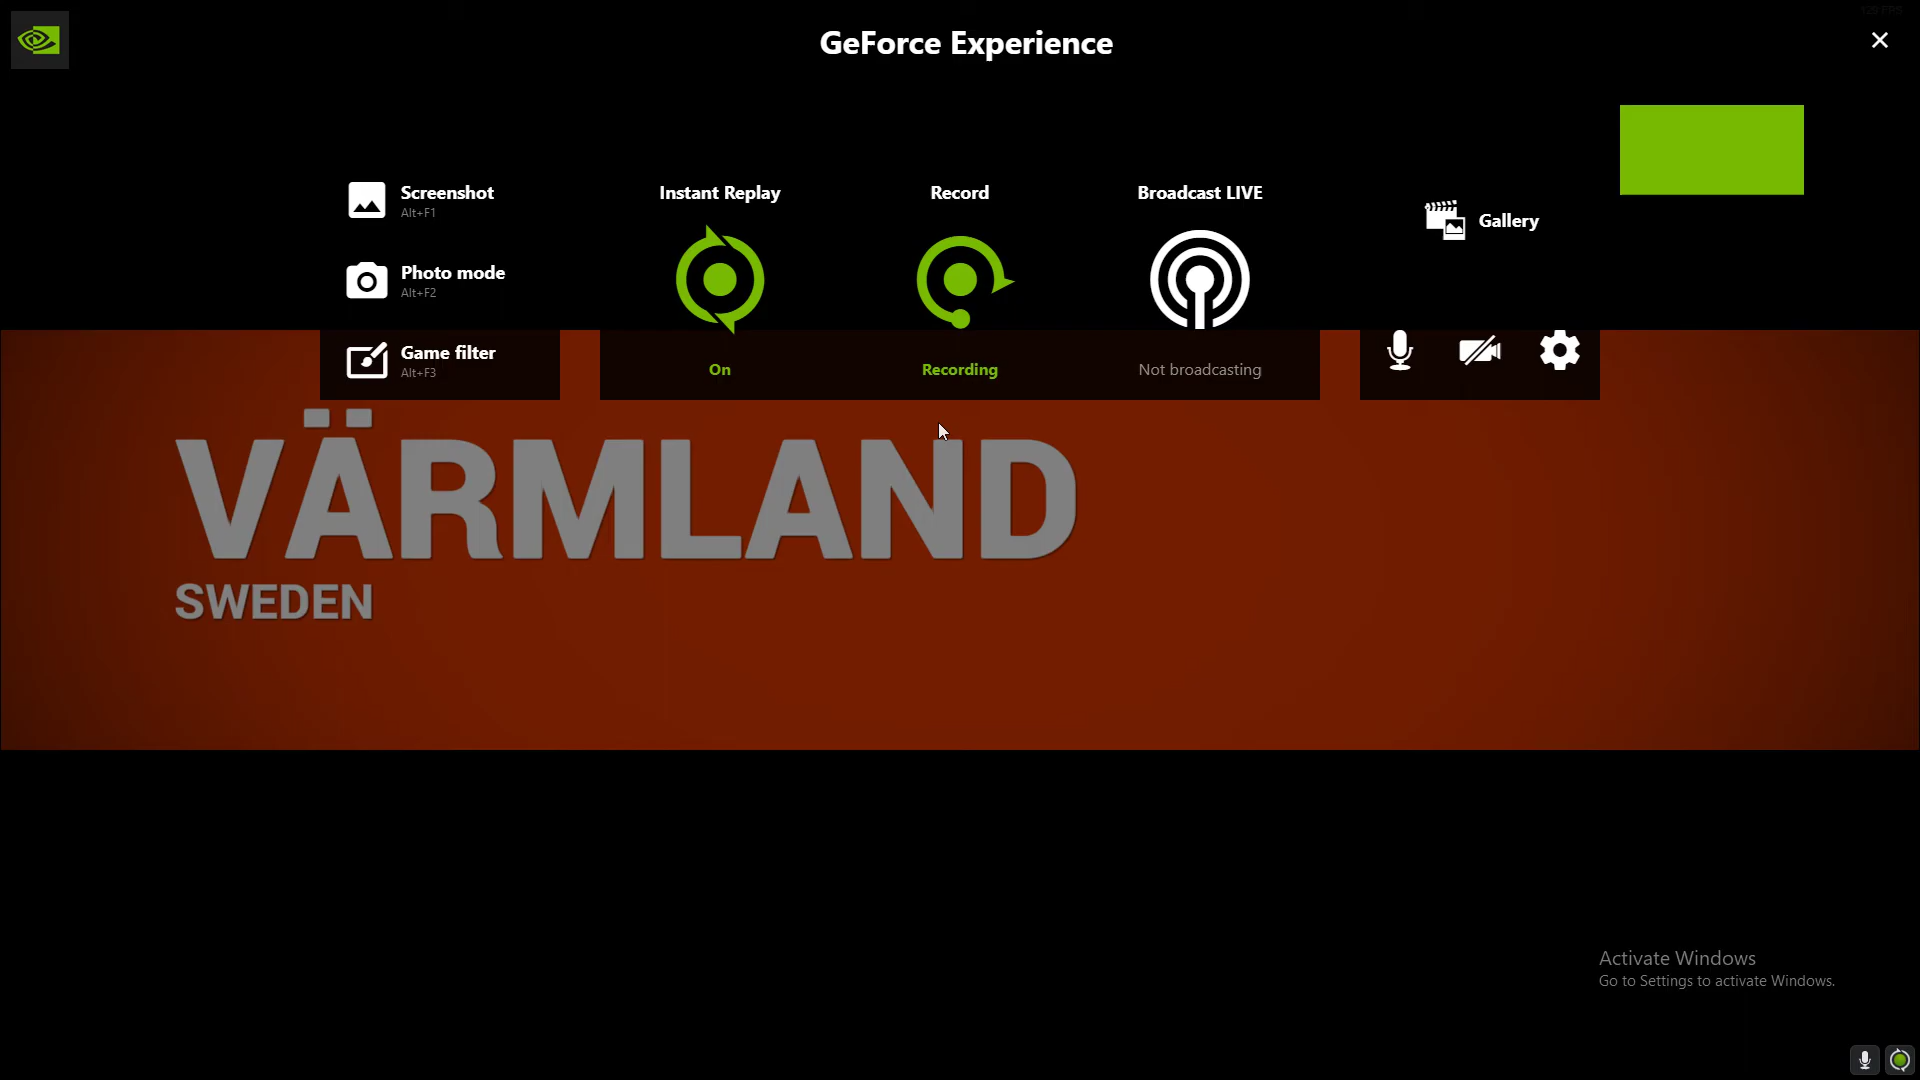 GeForce Experience
Screenshot
Alt+F1
Photo mode
Alt+F2
Game filter
Alt+F3
Instant Replay
On
Record
Recording
Broadcast LIVE
Not broadcasting
Gallery
VÄRMLAND
SWEDEN
Activate Windows
Go to Settings to activate Windows.